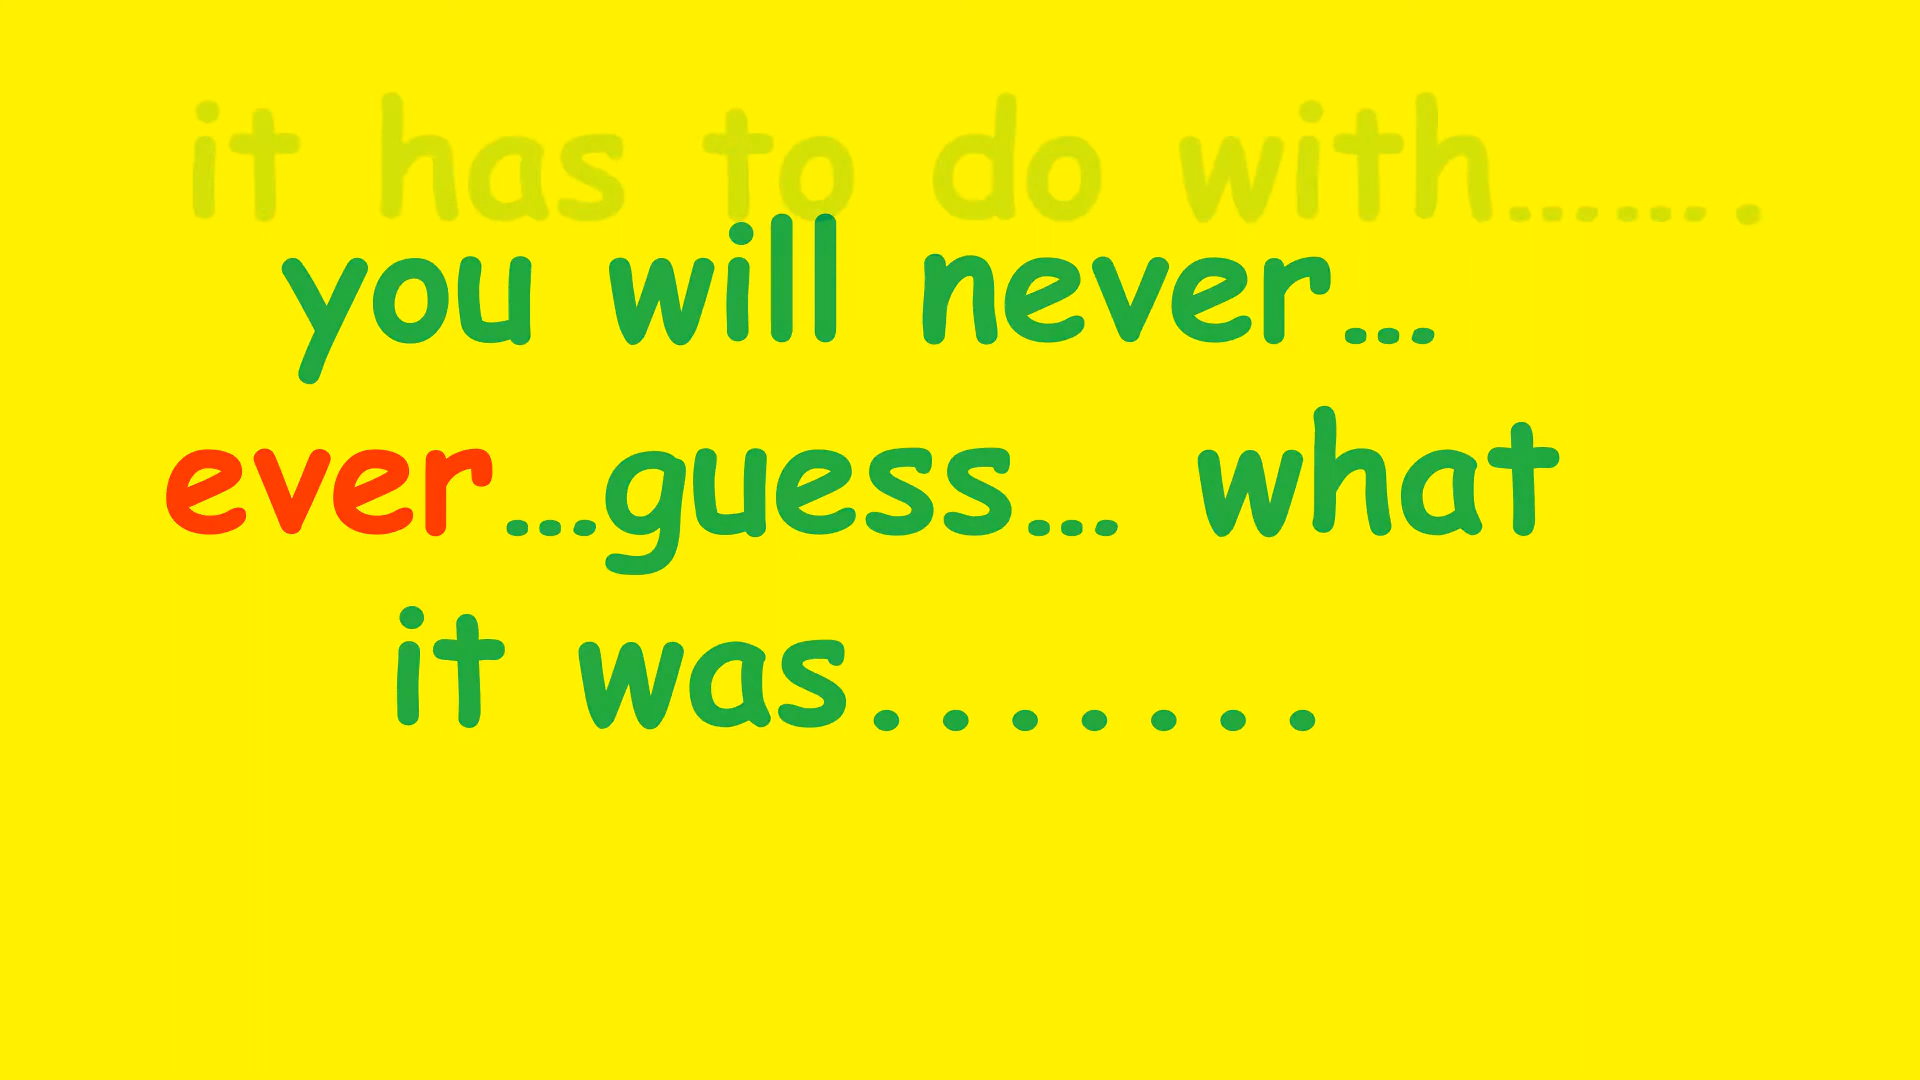 it has to do with…….
you will never…
ever…guess… what
it was.......